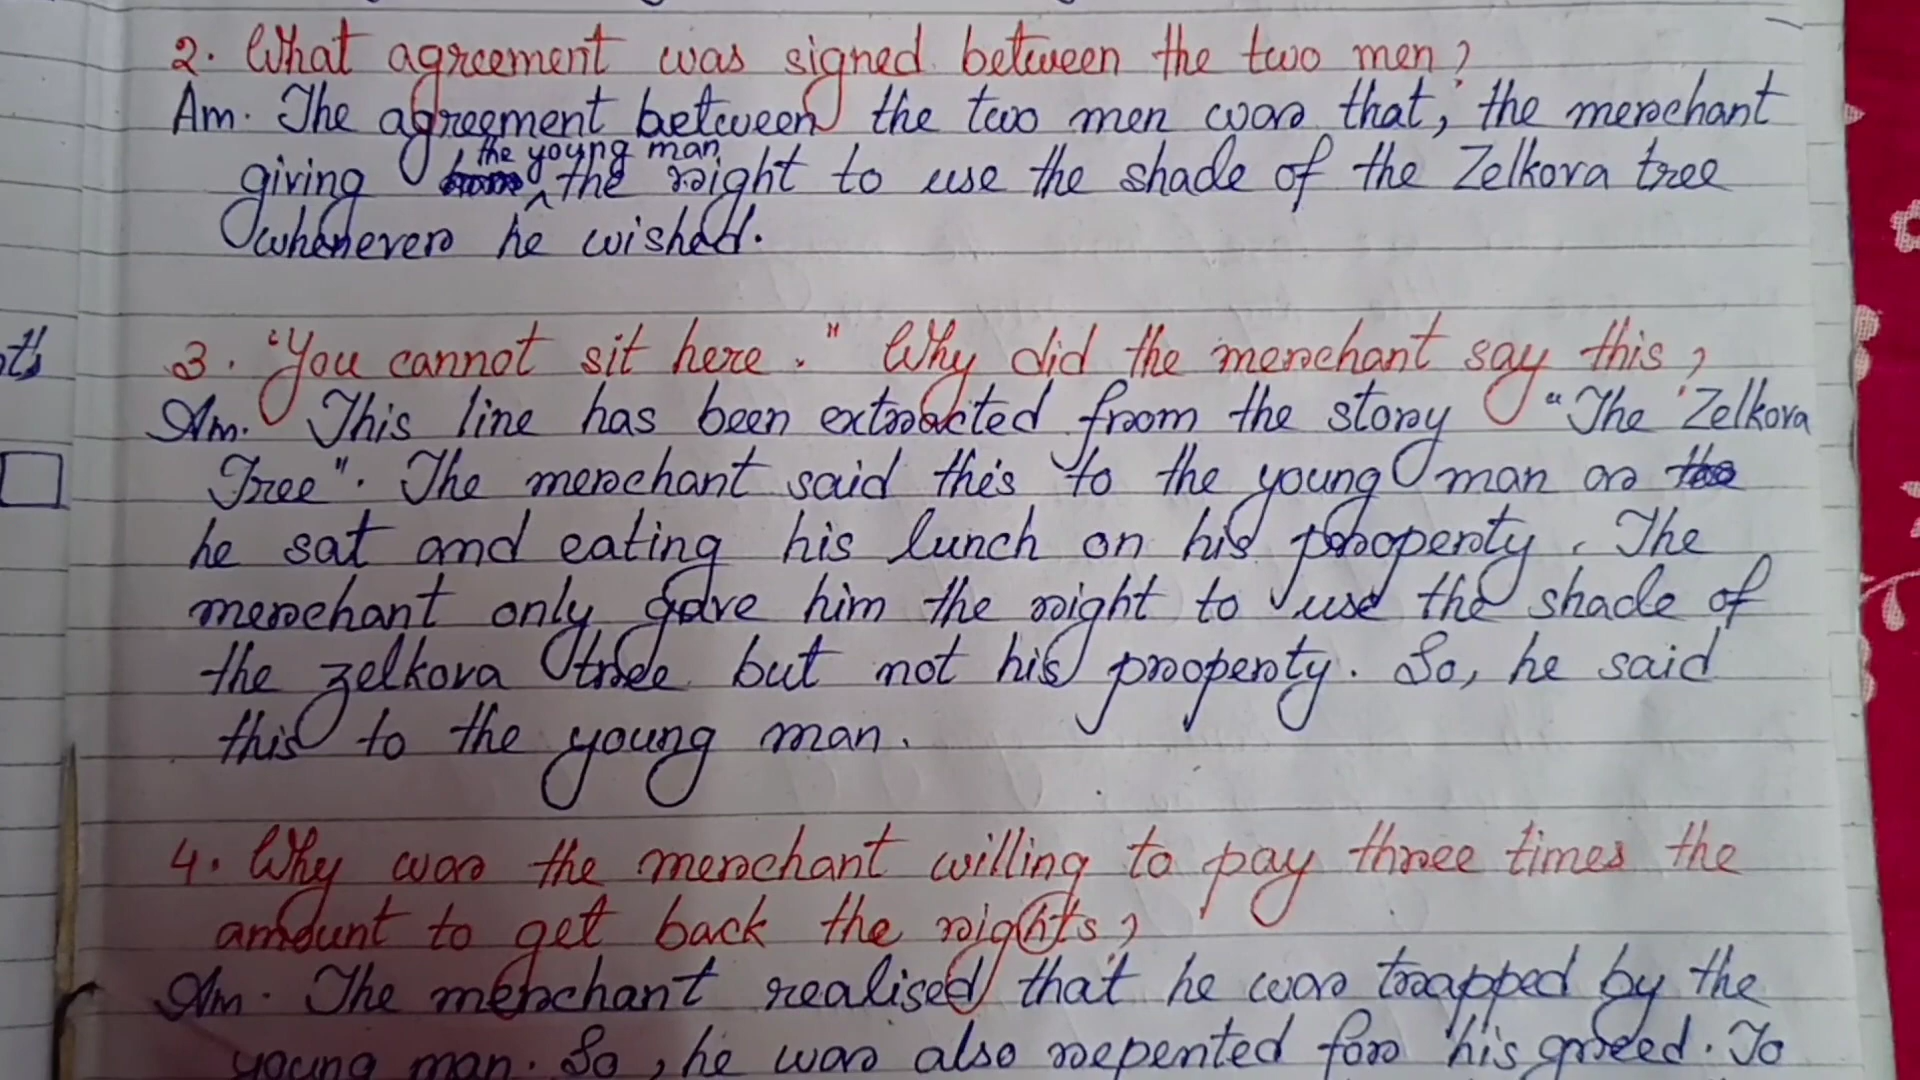 2. What agreement was signed between the two men?
Ans. The agreement between the two men was that, the merchant
the young man
giving the right to use the shade of the Zelkova tree
whenever he wished.
3. "You cannot sit here." Why did the merchant say this?
Ans. This line has been extracted from the story "The Zelkova
Tree". The merchant said this to the young man as
he sat and eating his lunch on his property. The
merchant only gave him the right to use the shade of
the zelkova tree but not his property. So, he said
this to the young man.
4. Why was the merchant willing to pay three times the
amount to get back the rights?
Ans. The merchant realised that he was trapped by the
young man. So, he was also repented for his greed. To